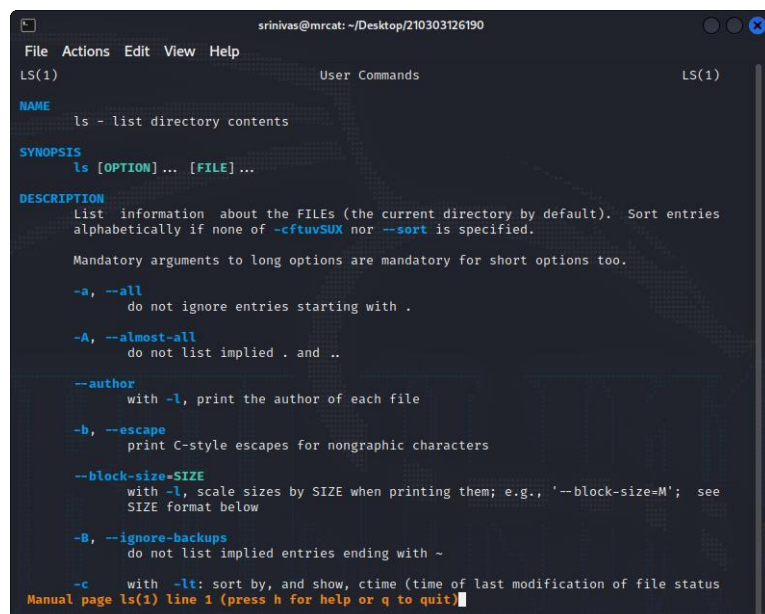 srinivas@mrcat: ~/Desktop/210303126190
File Actions Edit View Help
LS(1) User Commands LS(1)
NAME
ls - list directory contents
SYNOPSIS
ls [OPTION]... [FILE]...
DESCRIPTION
List information about the FILEs (the current directory by default). Sort entries
alphabetically if none of -cftuvSUX nor --sort is specified.
Mandatory arguments to long options are mandatory for short options too.
-a, --all
do not ignore entries starting with .
-A, --almost-all
do not list implied . and ..
--author
with -l, print the author of each file
-b, --escape
print C-style escapes for nongraphic characters
--block-size=SIZE
with -l, scale sizes by SIZE when printing them; e.g., '--block-size=M'; see
SIZE format below
-B, --ignore-backups
do not list implied entries ending with ~
-c with -lt: sort by, and show, ctime (time of last modification of file status
Manual page ls(1) line 1 (press h for help or q to quit)